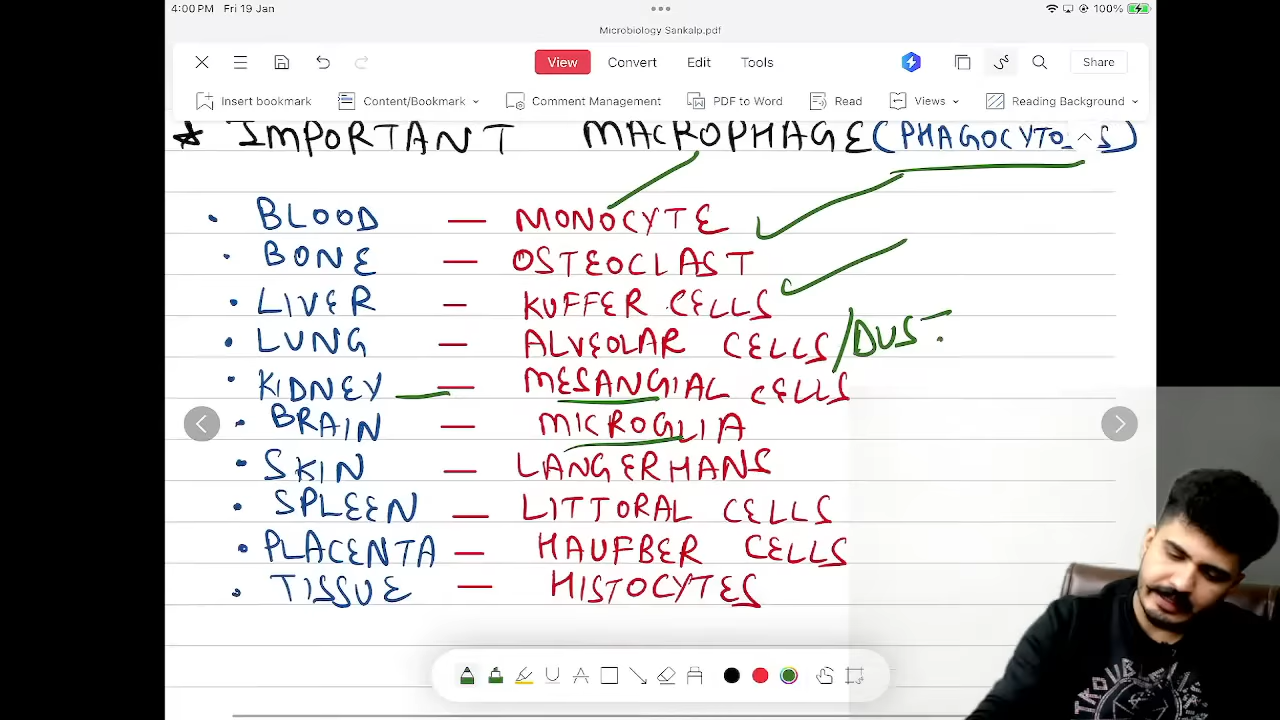 4:00 PM Fri 19 Jan 100%
Microbiology Sankalp.pdf
View Convert Edit Tools Share
Insert bookmark Content/Bookmark Comment Management PDF to Word Read Views Reading Background
★ IMPORTANT MACROPHAGE (
• BLOOD — MONOCYTE
• BONE — OSTEOCLAST
• LIVER — KUFFER CELLS
• LUNG — ALVEOLAR CELLS /DUST
• KIDNEY — MESANGIAL CELLS
• BRAIN — MICROGLIA
• SKIN — LANGERHANS
• SPLEEN — LITTORAL CELLS
• PLACENTA — HAUFBER CELLS
• TISSUE — HISTOCYTES